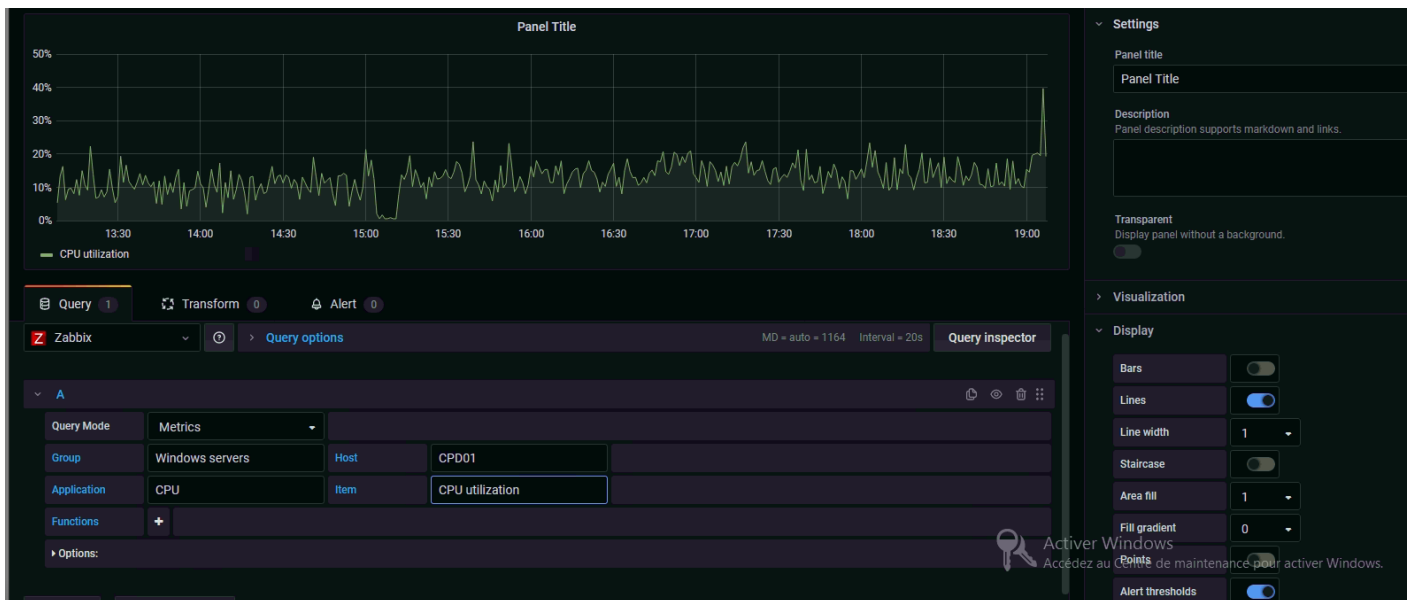 Panel Title
50%
40%
30%
20%
10%
0%
13:30 14:00 14:30 15:00 15:30 16:00 16:30 17:00 17:30 18:00 18:30 19:00
CPU utilization
Query 1 Transform 0 Alert 0
Z Zabbix Query options MD = auto = 1164 Interval = 20s Query inspector
A
Query Mode Metrics
Group Windows servers Host CPD01
Application CPU Item CPU utilization
Functions +
Options:
Settings
Panel title
Panel Title
Description
Panel description supports markdown and links.
Transparent
Display panel without a background.
Visualization
Display
Bars
Lines
Line width 1
Staircase
Area fill 1
Fill gradient 0
Points
Alert thresholds
Activer Windows
Accédez au Centre de maintenance pour activer Windows.